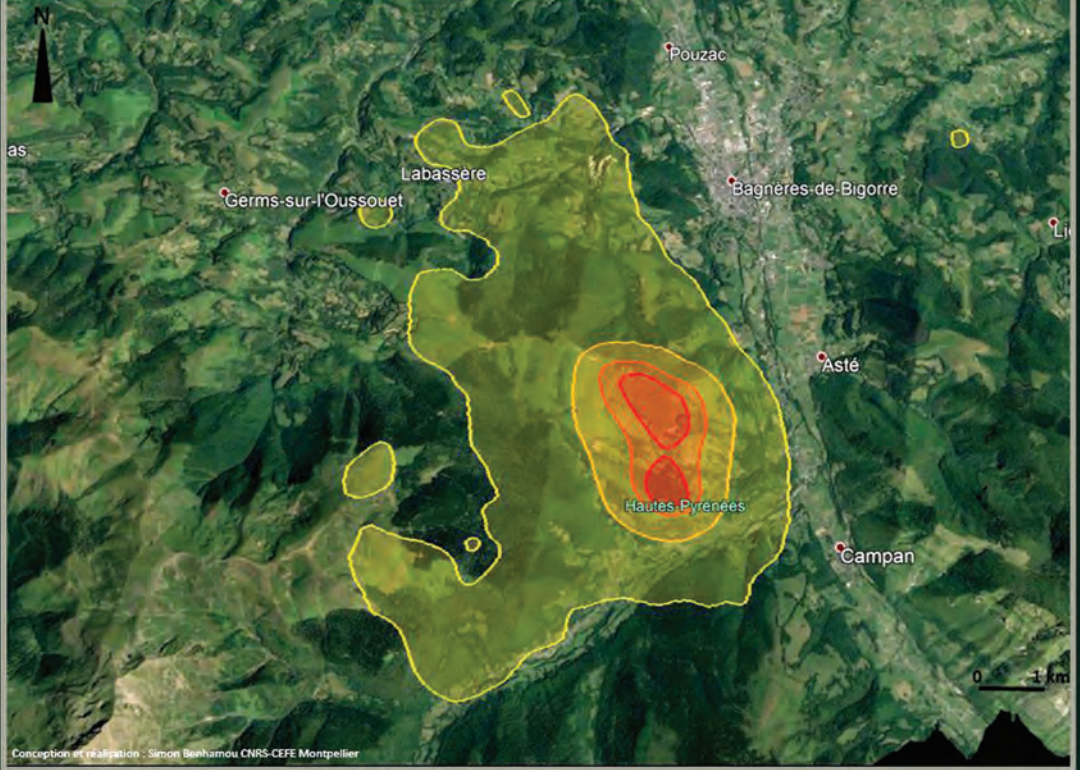 N
Pouzac
as
Labassère
Bagnères-de-Bigorre
Germs-sur-l'Oussouet
Li
Asté
Hautes-Pyrénées
Campan
0 1 km
Conception et réalisation : Simon Benhamou CNRS-CEFE Montpellier